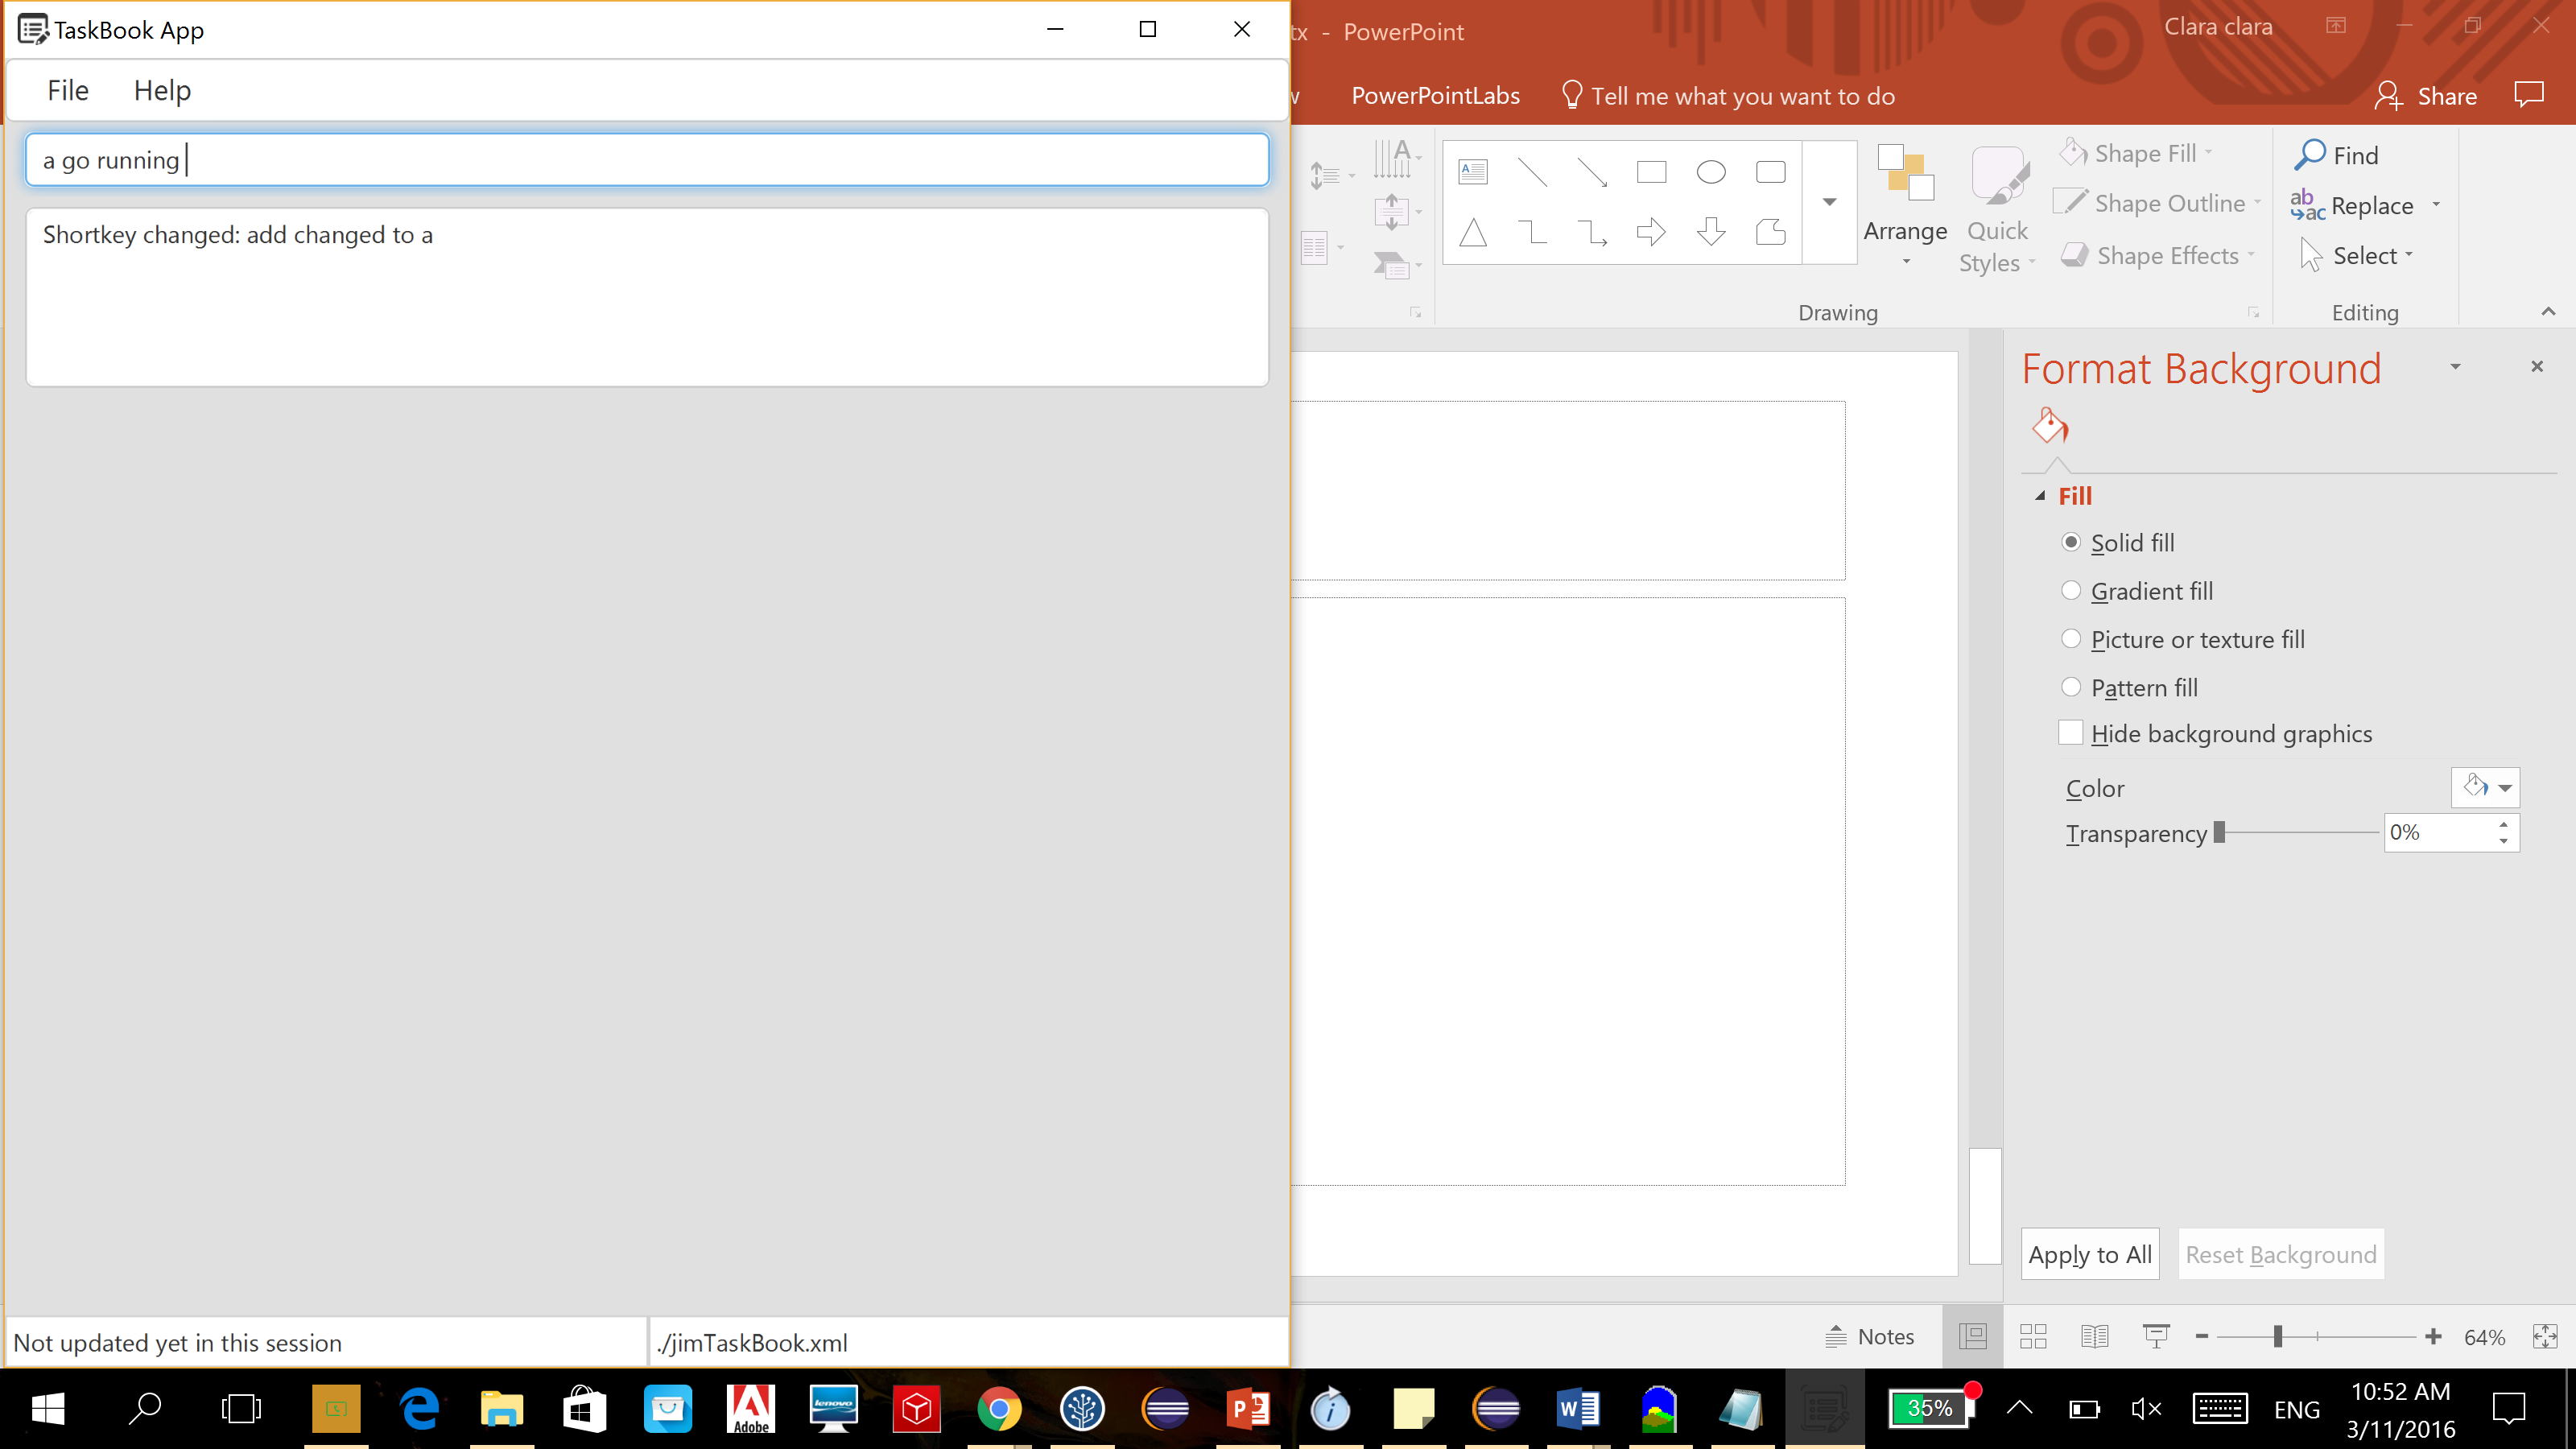 TaskBook App
File Help
a go running
Shortkey changed: add changed to a
Not updated yet in this session
./jimTaskBook.xml
tx - PowerPoint
Clara clara
PowerPointLabs
Tell me what you want to do
Share
Arrange
Quick
Styles
Shape Fill
Shape Outline
Shape Effects
Drawing
Find
Replace
Select
Editing
Format Background
Fill
Solid fill
Gradient fill
Picture or texture fill
Pattern fill
Hide background graphics
Color
Transparency
0%
Apply to All
Reset Background
Notes
64%
Adobe
lenovo
35%
ENG
10:52 AM
3/11/2016